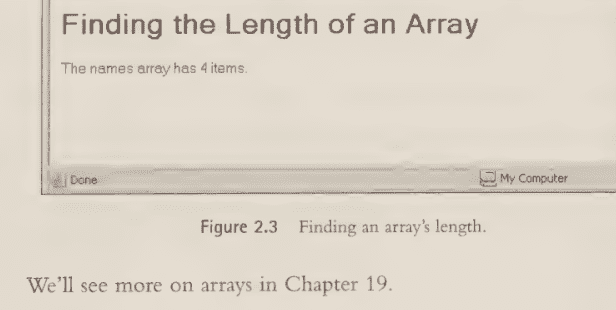 Finding the Length of an Array
The names array has 4 items.
Done
My Computer
Figure 2.3 Finding an array's length.
We'll see more on arrays in Chapter 19.